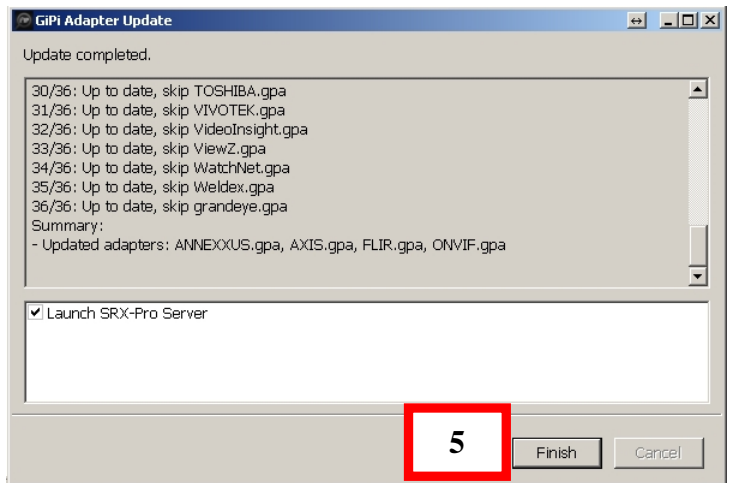 GiPi Adapter Update
Update completed.
30/36: Up to date, skip TOSHIBA.gpa
31/36: Up to date, skip VIVOTEK.gpa
32/36: Up to date, skip VideoInsight.gpa
33/36: Up to date, skip ViewZ.gpa
34/36: Up to date, skip WatchNet.gpa
35/36: Up to date, skip Weldex.gpa
36/36: Up to date, skip grandeye.gpa
Summary:
- Updated adapters: ANNEXXUS.gpa, AXIS.gpa, FLIR.gpa, ONVIF.gpa
Launch SRX-Pro Server
5
Finish
Cancel